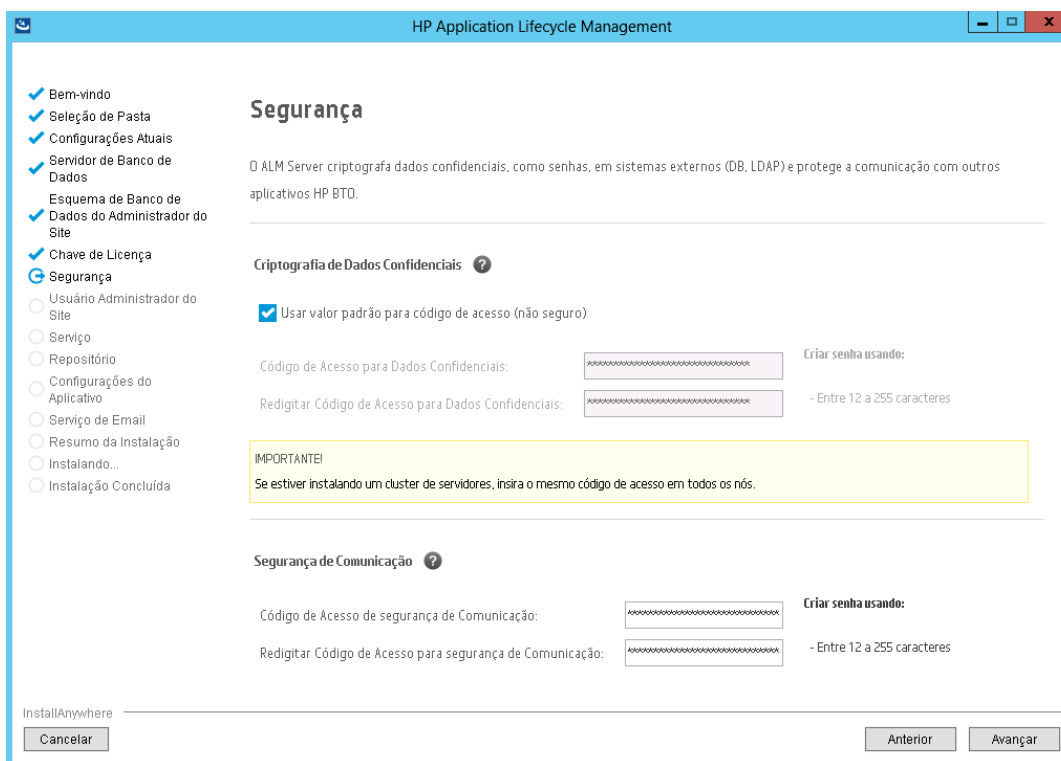 HP Application Lifecycle Management
Bem-vindo
Seleção de Pasta
Configurações Atuais
Servidor de Banco de
Dados
Esquema de Banco de
Dados do Administrador do
Site
Chave de Licença
Segurança
Usuário Administrador do
Site
Serviço
Repositório
Configurações do
Aplicativo
Serviço de Email
Resumo da Instalação
Instalando...
Instalação Concluída
Segurança
O ALM Server criptografa dados confidenciais, como senhas, em sistemas externos (DB, LDAP) e protege a comunicação com outros
aplicativos HP BTO.
Criptografia de Dados Confidenciais ?
Usar valor padrão para código de acesso (não seguro)
Código de Acesso para Dados Confidenciais: ******************************
Criar senha usando:
Redigitar Código de Acesso para Dados Confidenciais: ******************************
- Entre 12 a 255 caracteres
IMPORTANTE!
Se estiver instalando um cluster de servidores, insira o mesmo código de acesso em todos os nós.
Segurança de Comunicação ?
Código de Acesso de segurança de Comunicação: ****************************
Criar senha usando:
Redigitar Código de Acesso para segurança de Comunicação: ****************************
- Entre 12 a 255 caracteres
InstallAnywhere
Cancelar
Anterior
Avançar